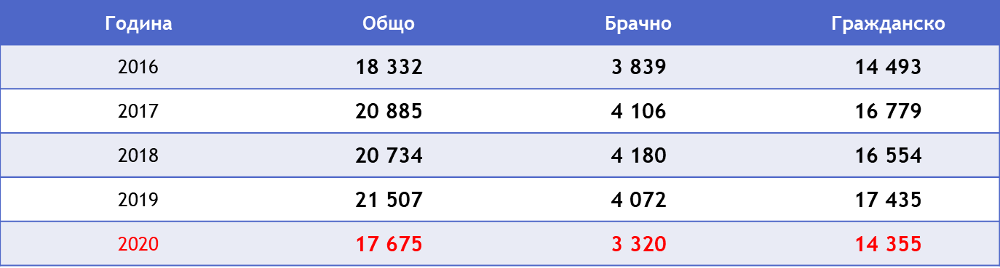 Година Общо Брачно Гражданско
2016 18 332 3 839 14 493
2017 20 885 4 106 16 779
2018 20 734 4 180 16 554
2019 21 507 4 072 17 435
2020 17 675 3 320 14 355